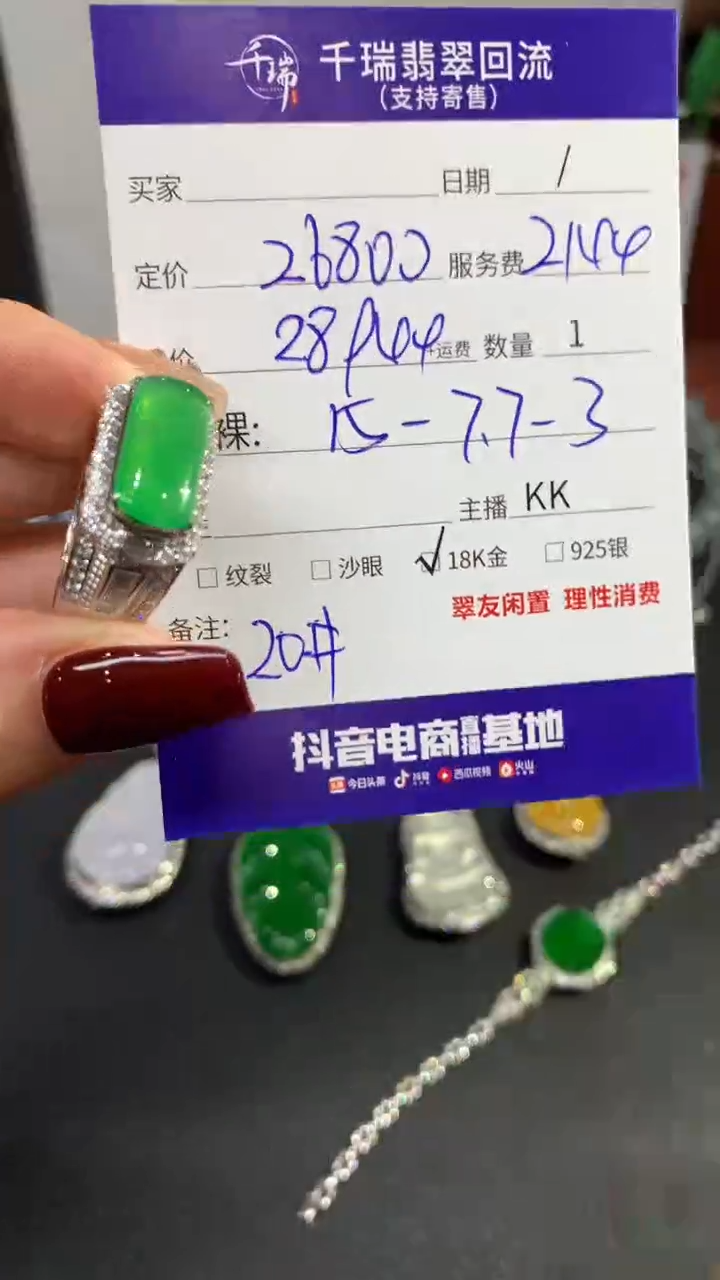 千瑞 千瑞翡翠回流
(支持寄售)
买家 日期 /
定价 26800 服务费 2144
价 28944 +运费 数量 1
裸: 15-7.7-3
主播 KK
纹裂 沙眼 18K金 925银
翠友闲置 理性消费
备注: 20#
抖音电商直播基地
头条 今日头条 抖音 西瓜视频 火山